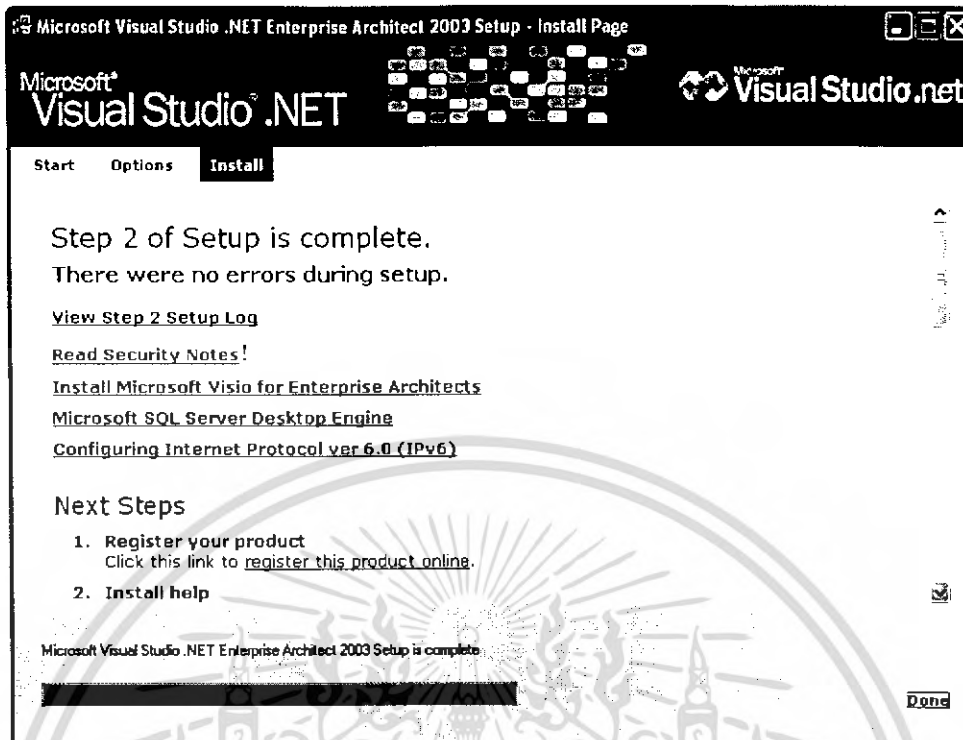 Microsoft Visual Studio .NET Enterprise Architect 2003 Setup - Install Page
Microsoft®
Visual Studio® .NET
Microsoft
Visual Studio.net
Start Options Install
Step 2 of Setup is complete.
There were no errors during setup.
View Step 2 Setup Log
Read Security Notes!
Install Microsoft Visio for Enterprise Architects
Microsoft SQL Server Desktop Engine
Configuring Internet Protocol ver 6.0 (IPv6)
Next Steps
1. Register your product
Click this link to register this product online.
2. Install help
Microsoft Visual Studio .NET Enterprise Architect 2003 Setup is complete
Done